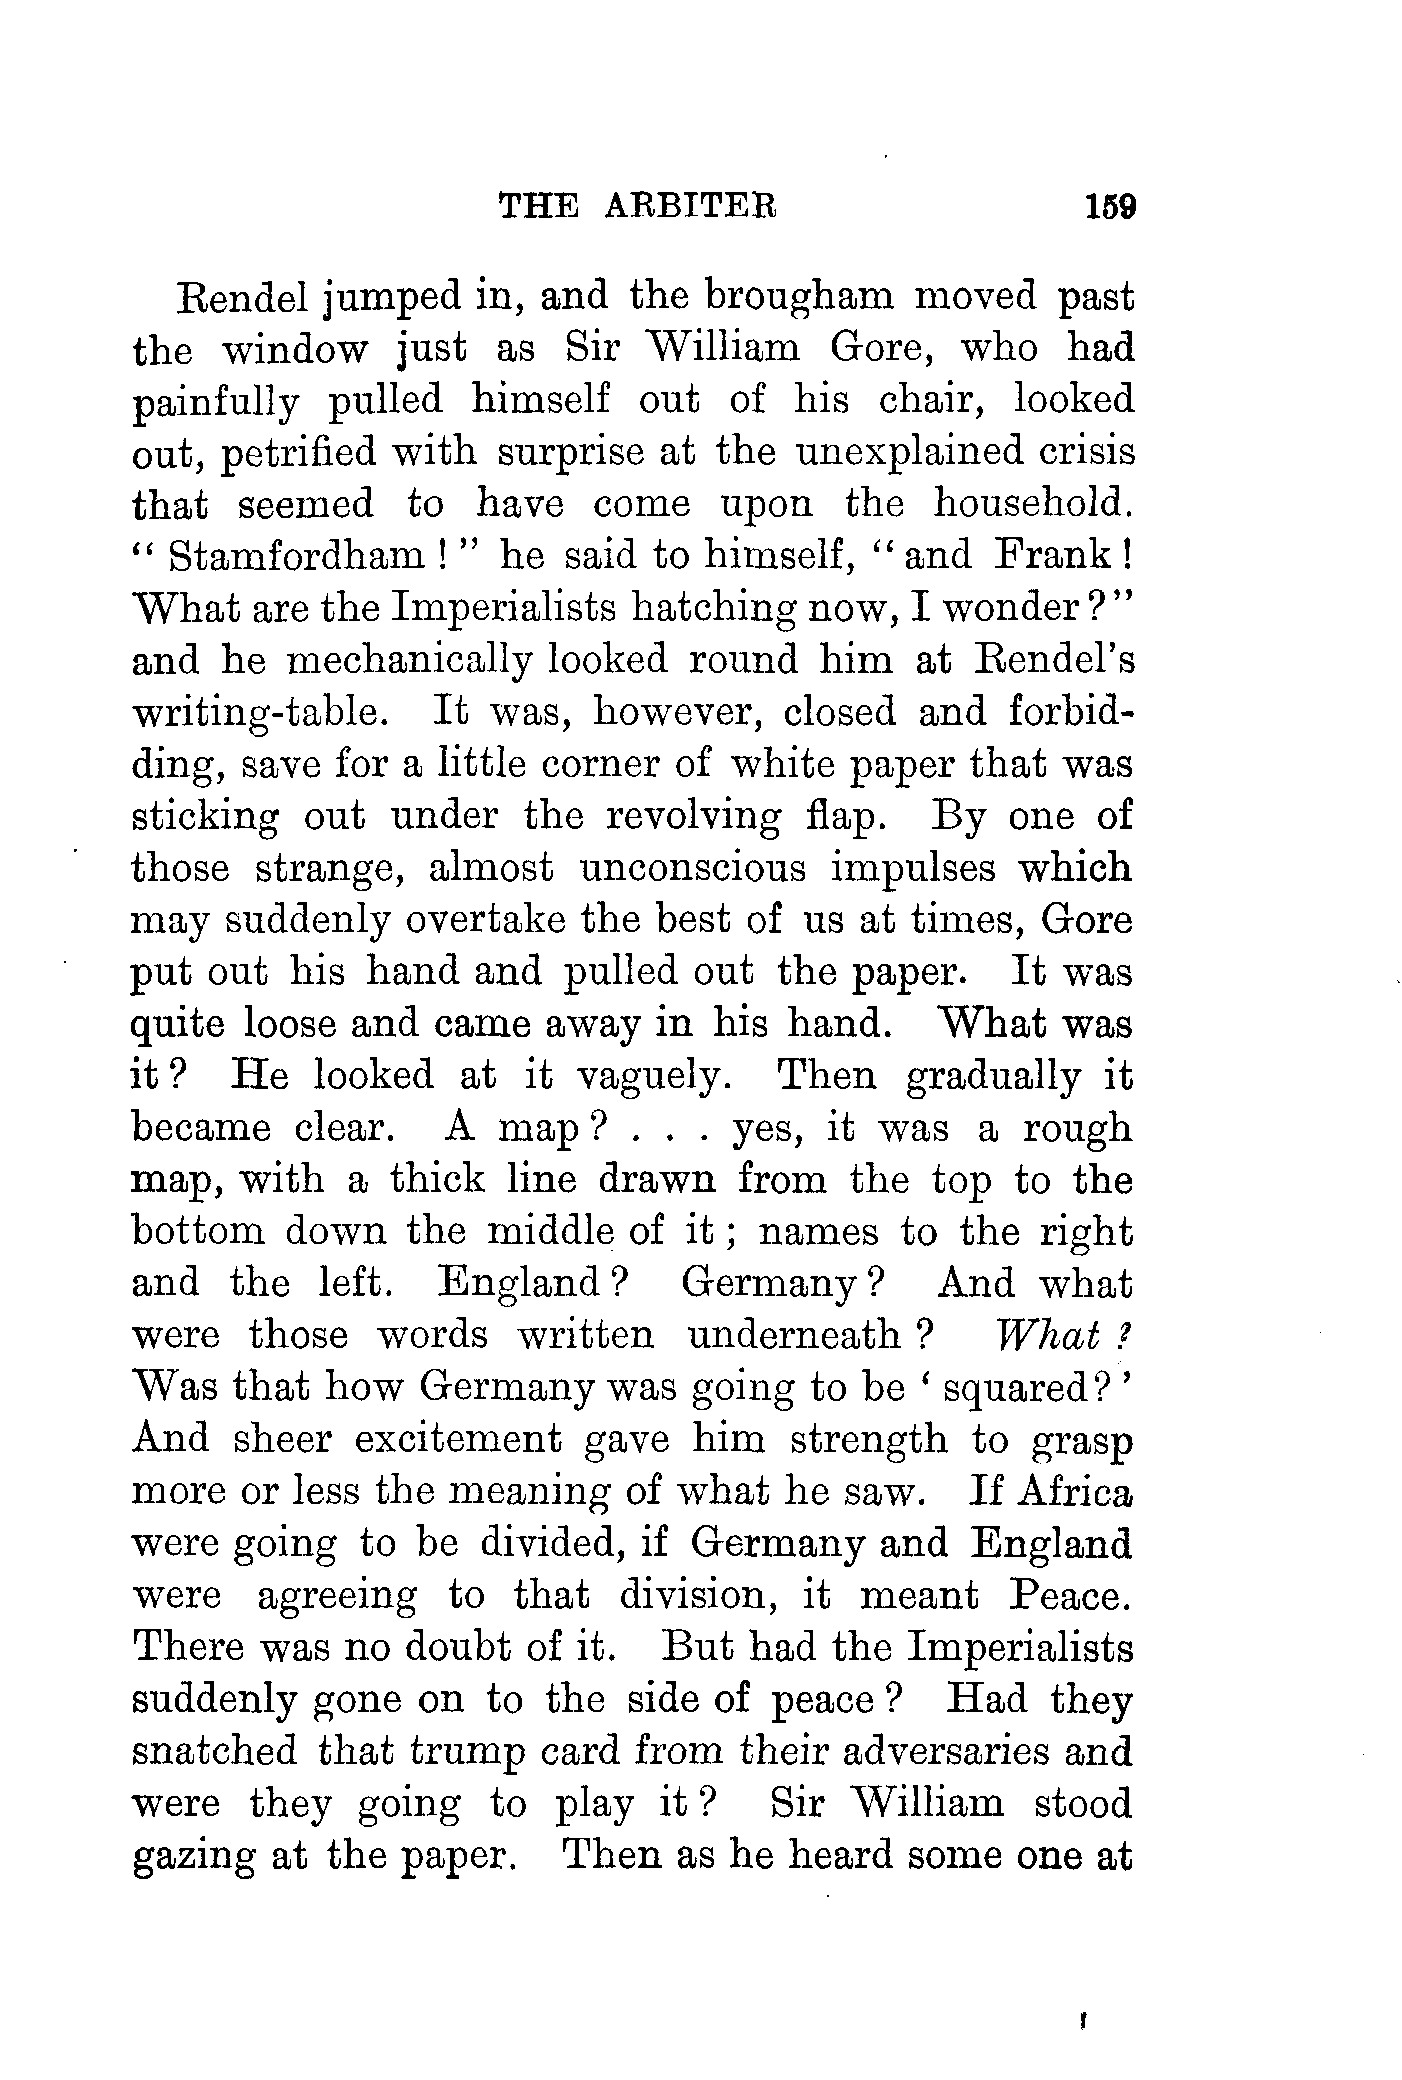 THE ARBITER 159
Rendel jumped in, and the brougham moved past
the window just as Sir William Gore, who had
painfully pulled himself out of his chair, looked
out, petrified with surprise at the unexplained crisis
that seemed to have come upon the household.
“ Stamfordham ! ” he said to himself, “ and Frank !
What are the Imperialists hatching now, I wonder ? ”
and he mechanically looked round him at Rendel’s
writing-table. It was, however, closed and forbid-
ding, save for a little corner of white paper that was
sticking out under the revolving flap. By one of
those strange, almost unconscious impulses which
may suddenly overtake the best of us at times, Gore
put out his hand and pulled out the paper. It was
quite loose and came away in his hand. What was
it ? He looked at it vaguely. Then gradually it
became clear. A map ? . . . yes, it was a rough
map, with a thick line drawn from the top to the
bottom down the middle of it ; names to the right
and the left. England ? Germany ? And what
were those words written underneath ? What ?
Was that how Germany was going to be ‘ squared? ’
And sheer excitement gave him strength to grasp
more or less the meaning of what he saw. If Africa
were going to be divided, if Germany and England
were agreeing to that division, it meant Peace.
There was no doubt of it. But had the Imperialists
suddenly gone on to the side of peace ? Had they
snatched that trump card from their adversaries and
were they going to play it ? Sir William stood
gazing at the paper. Then as he heard some one at